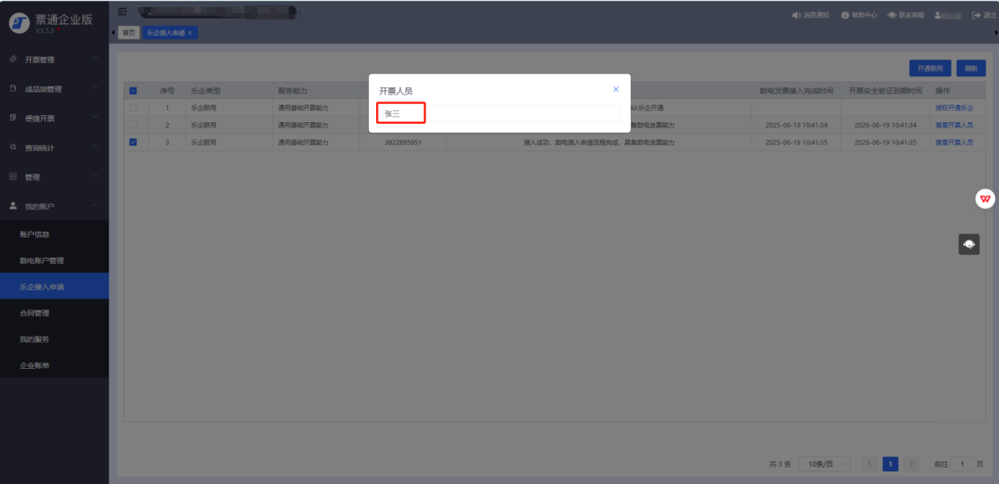 票通企业版
V3.5.3
消息通知 帮助中心 联系客服 退出
首页 乐企接入申请 ×
开票管理
成品油管理
便捷开票
查询统计
管理
我的账户
账户信息
数电账户管理
乐企接入申请
合同管理
我的服务
企业账单
开通联用 刷新
序号 乐企类型 服务能力 数电发票接入完成时间 开票安全验证到期时间 操作
1 乐企联用 通用基础开票能力 认乐企开通 授权开通乐企
2 乐企联用 通用基础开票能力 备数电发票能力 2025-06-19 10:41:34 2026-06-19 10:41:34 查看开票人员
3 乐企联用 通用基础开票能力 3822895951 接入成功、数电接入申请流程完成、具备数电发票能力 2025-06-19 10:41:35 2026-06-19 10:41:35 查看开票人员
开票人员
张三
共 3 条 10条/页 1 前往 1 页